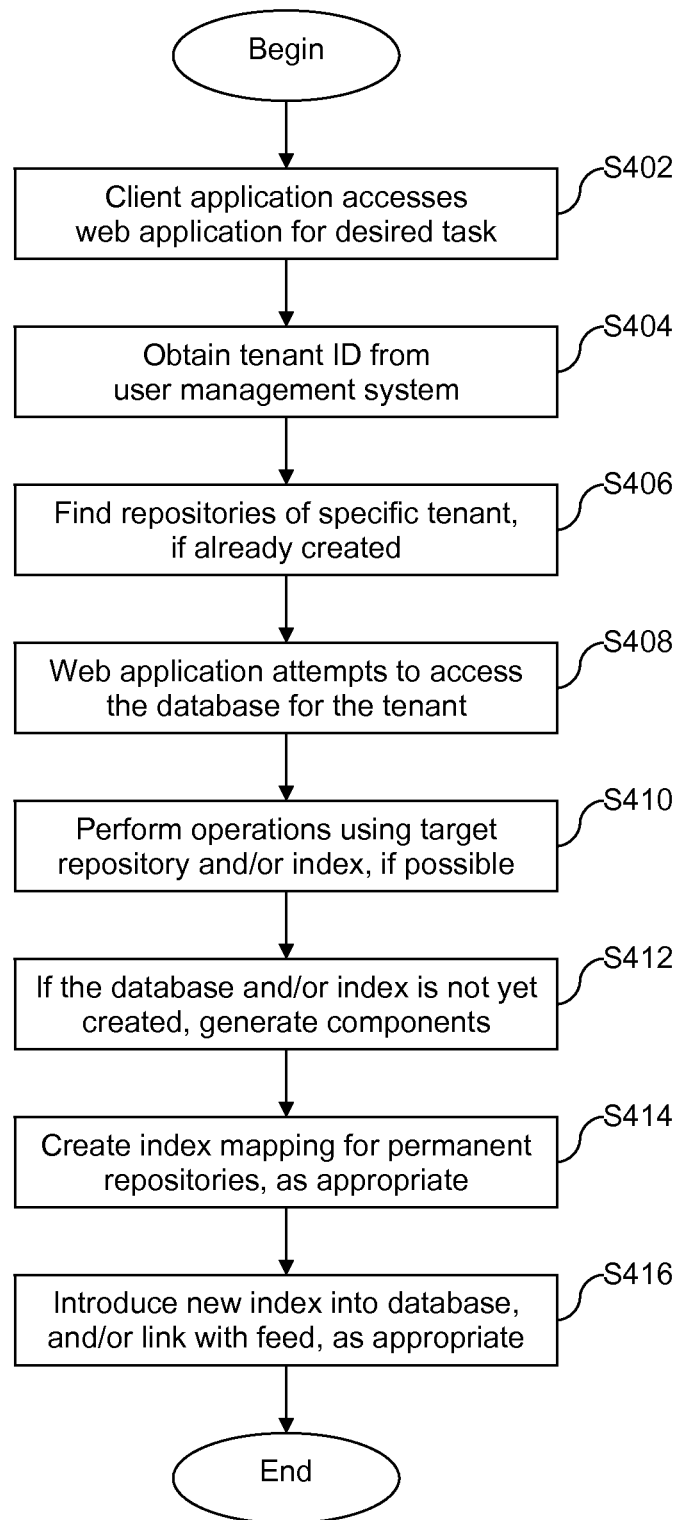 Begin
S402
Client application accesses
web application for desired task
S404
Obtain tenant ID from
user management system
S406
Find repositories of specific tenant,
if already created
S408
Web application attempts to access
the database for the tenant
S410
Perform operations using target
repository and/or index, if possible
S412
If the database and/or index is not yet
created, generate components
S414
Create index mapping for permanent
repositories, as appropriate
S416
Introduce new index into database,
and/or link with feed, as appropriate
End